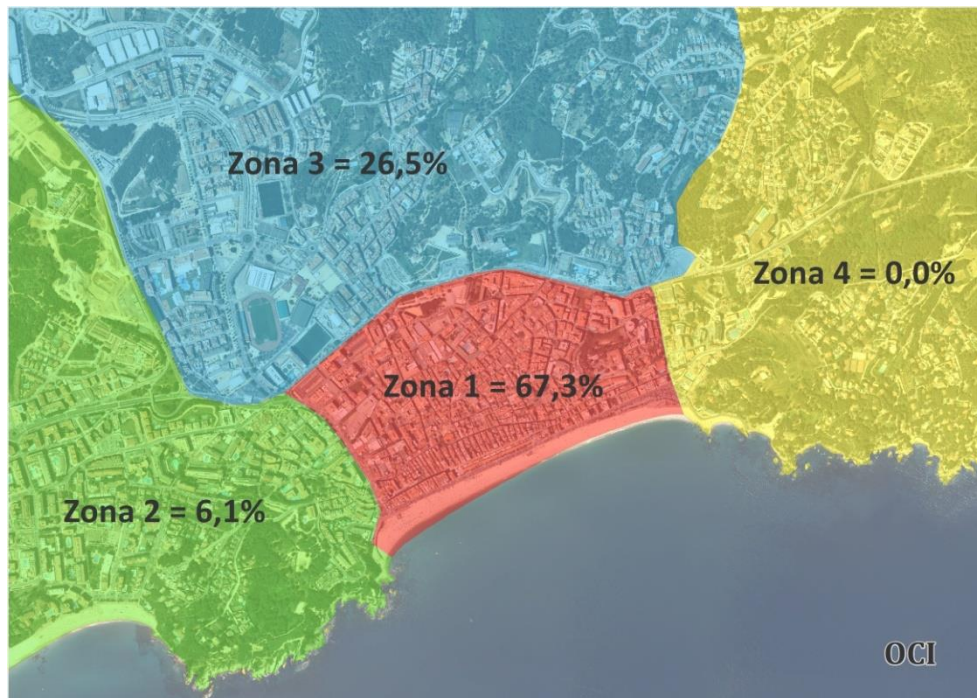 Zona 3 = 26,5%
Zona 4 = 0,0%
Zona 1 = 67,3%
Zona 2 = 6,1%
OCI